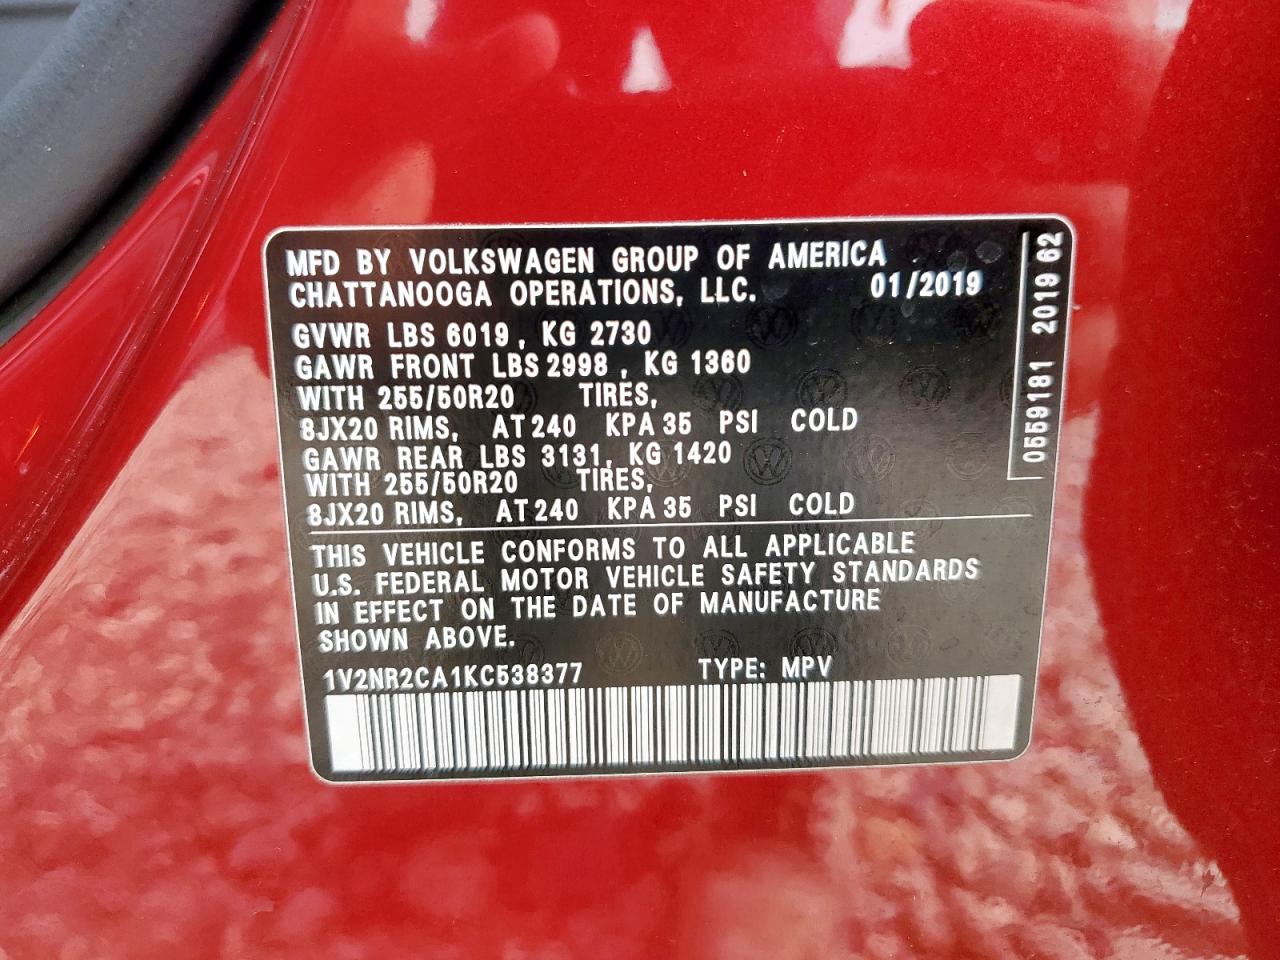 MFD BY VOLKSWAGEN GROUP OF AMERICA
CHATTANOOGA OPERATIONS, LLC. 01/2019
GVWR LBS 6019, KG 2730
GAWR FRONT LBS 2998, KG 1360
WITH 255/50R20 TIRES,
8JX20 RIMS, AT 240 KPA 35 PSI COLD
GAWR REAR LBS 3131, KG 1420
WITH 255/50R20 TIRES,
8JX20 RIMS, AT 240 KPA 35 PSI COLD
THIS VEHICLE CONFORMS TO ALL APPLICABLE
U.S. FEDERAL MOTOR VEHICLE SAFETY STANDARDS
IN EFFECT ON THE DATE OF MANUFACTURE
SHOWN ABOVE.
1V2NR2CA1KC538377 TYPE: MPV
0559181 2019 62